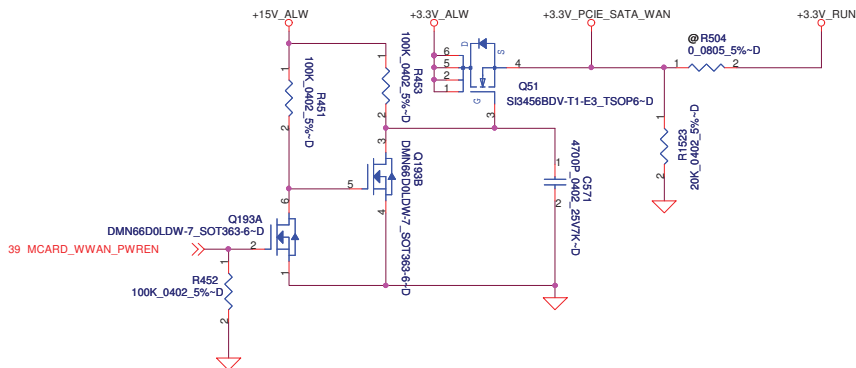 +15V_ALW
+3.3V_ALW
+3.3V_PCIE_SATA_WAN
+3.3V_RUN
1
100K_0402_5%~D
R451
2
1
100K_0402_5%~D
R453
2
6
5
2
1
D
S
G
4
3
Q51
SI3456BDV-T1-E3_TSOP6~D
@R504
0_0805_5%~D
1
2
1
R1523
20K_0402_5%~D
2
3
Q193B
DMN66D0LDW-7_SOT363-6~D
5
4
1
C571
4700P_0402_25V7K~D
2
6
Q193A
DMN66D0LDW-7_SOT363-6~D
39 MCARD_WWAN_PWREN
2
1
1
R452
100K_0402_5%~D
2